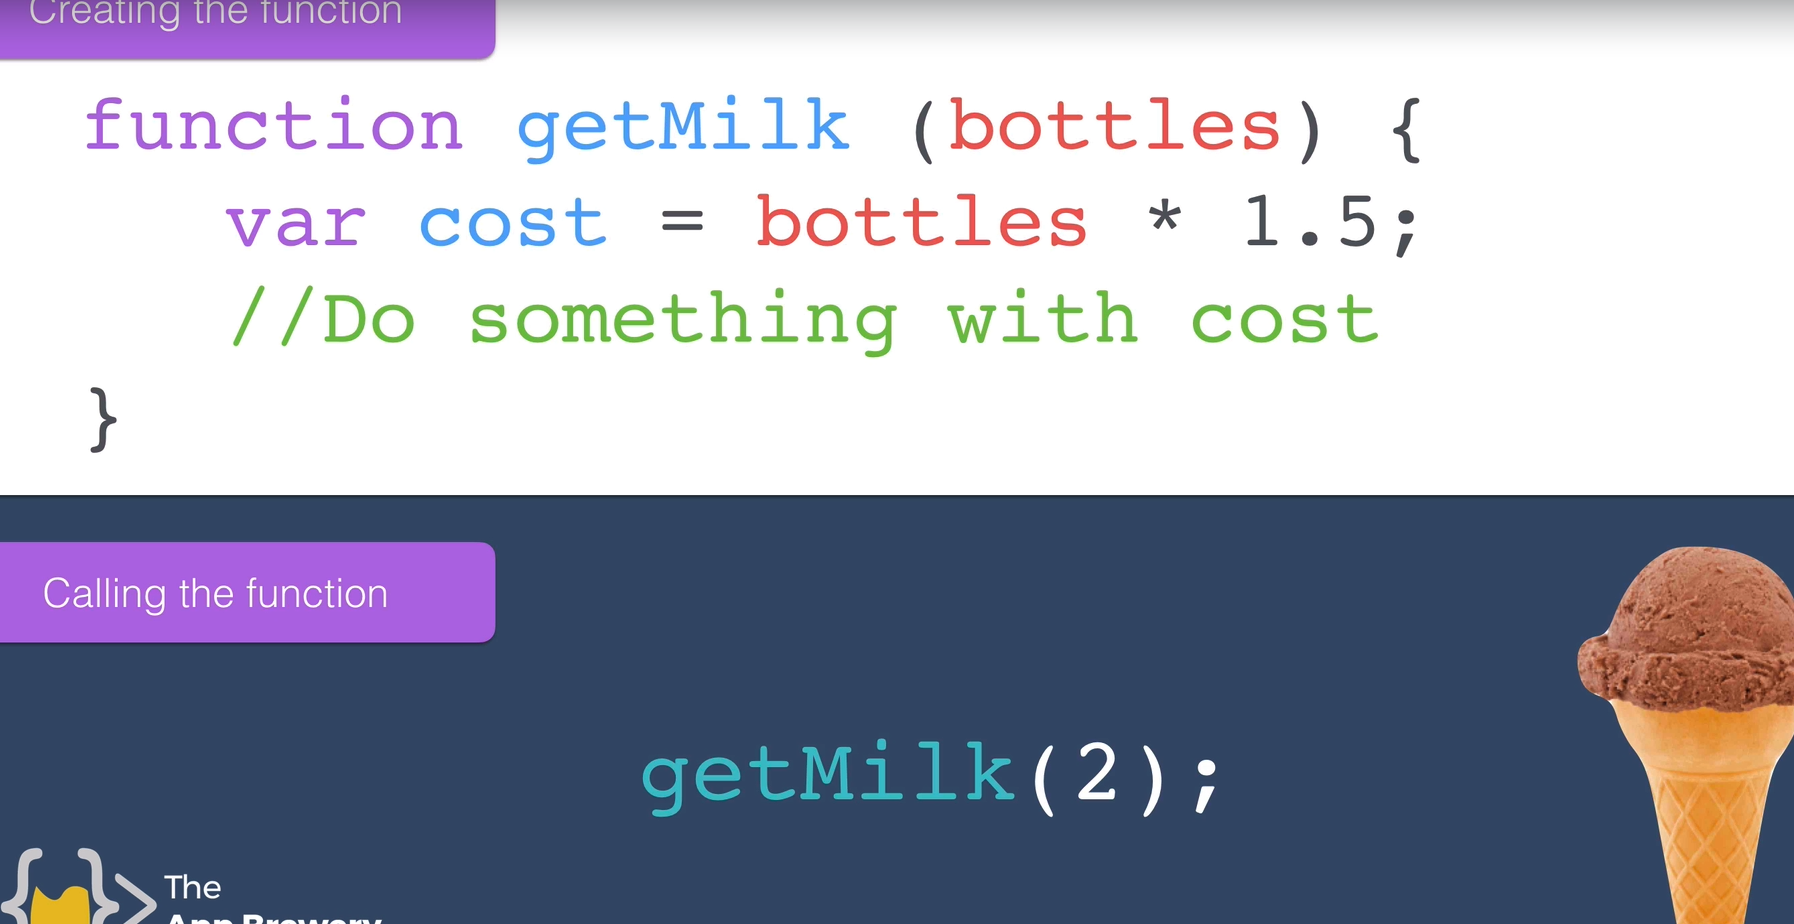 Creating the function
function getMilk (bottles) {
var cost = bottles * 1.5;
//Do something with cost
}
Calling the function
getMilk(2);
The
App Brewery